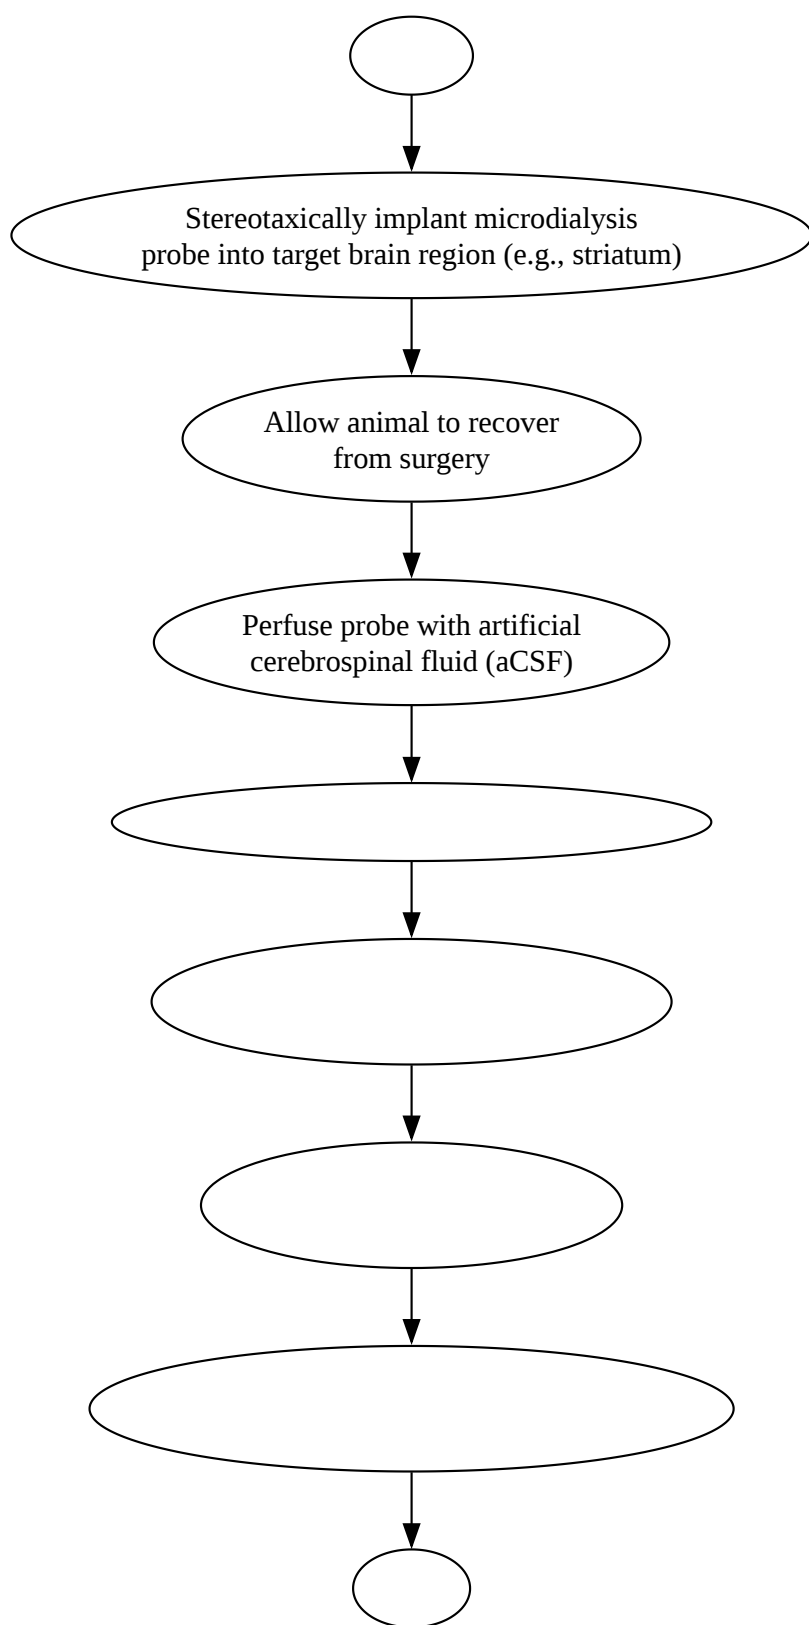 Stereotaxically implant microdialysis
probe into target brain region (e.g., striatum)
Allow animal to recover
from surgery
Perfuse probe with artificial
cerebrospinal fluid (aCSF)